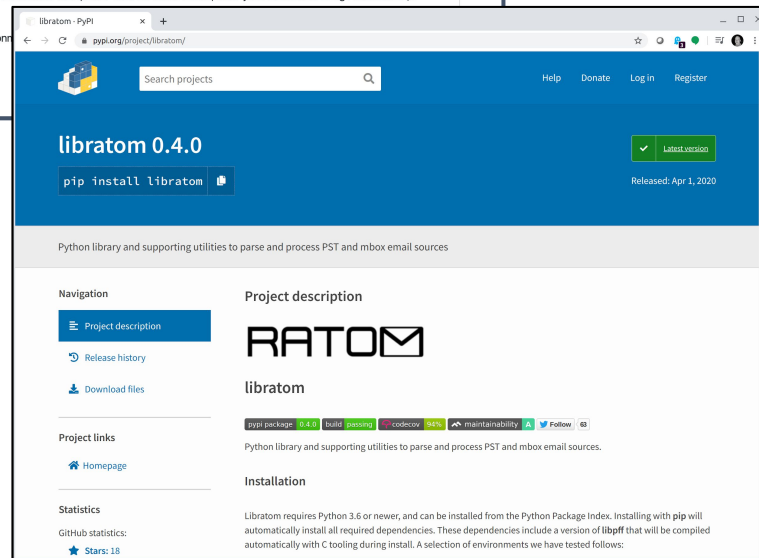 libratom · PyPI
pypi.org/project/libratom/
3
Search projects
Help Donate Log in Register
libratom 0.4.0
pip install libratom
Latest version
Released: Apr 1, 2020
Python library and supporting utilities to parse and process PST and mbox email sources
Navigation
Project description
Release history
Download files
Project links
Homepage
Statistics
GitHub statistics:
Stars: 18
Project description
RATOM
libratom
pypi package 0.4.0 build passing codecov 94% maintainability A Follow 63
Python library and supporting utilities to parse and process PST and mbox email sources.
Installation
Libratom requires Python 3.6 or newer, and can be installed from the Python Package Index. Installing with pip will
automatically install all required dependencies. These dependencies include a version of libpff that will be compiled
automatically with C tooling during install. A selection of environments we have tested follows: